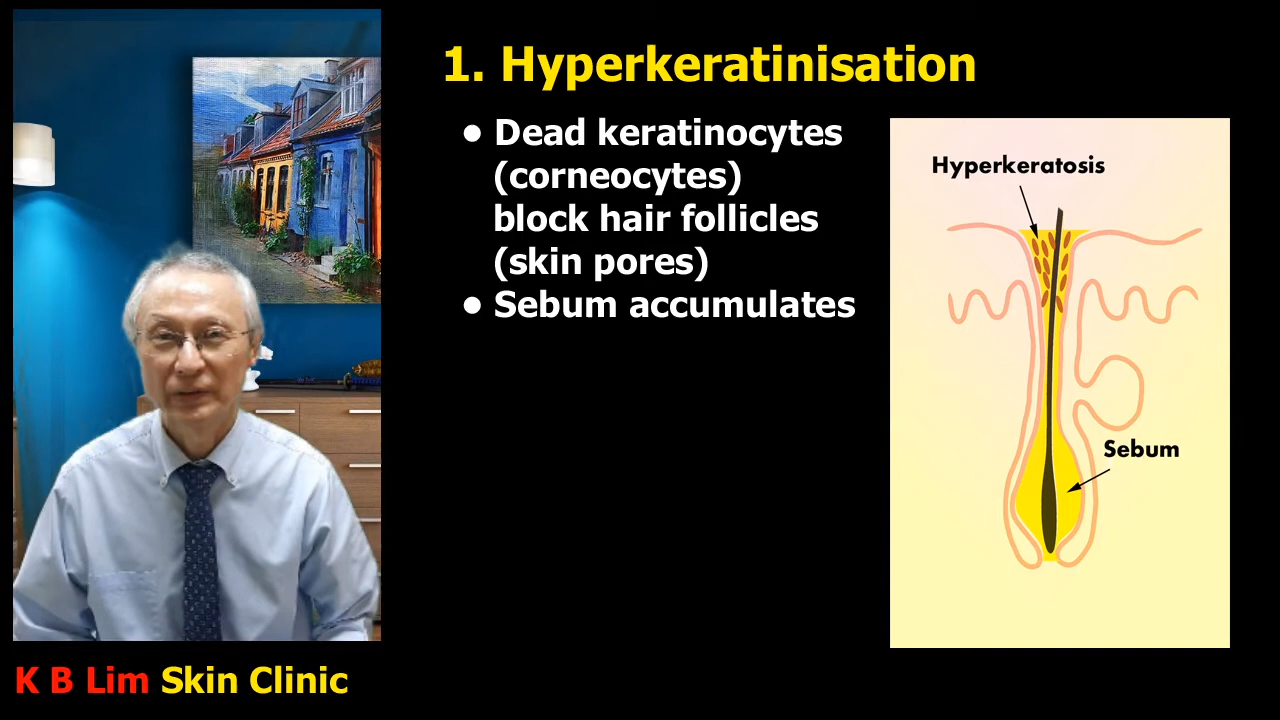 1. Hyperkeratinisation
• Dead keratinocytes
(corneocytes)
block hair follicles
(skin pores)
• Sebum accumulates
Hyperkeratosis
Sebum
K B Lim Skin Clinic